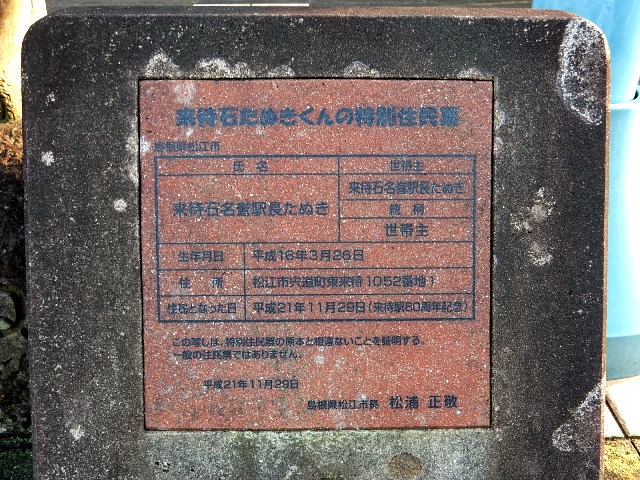 来待石たぬきくんの特別住民票
島根県松江市
氏名 世帯主
来待石名誉駅長たぬき 来待石名誉駅長たぬき
続柄
世帯主
生年月日 平成16年3月26日
住所 松江市宍道町東来待1052番地1
住民となった日 平成21年11月29日(来待駅80周年記念)
この写しは、特別住民票の原本と相違ないことを証明する。
一般の住民票ではありません。
平成21年11月29日
島根県松江市長 松浦 正敬